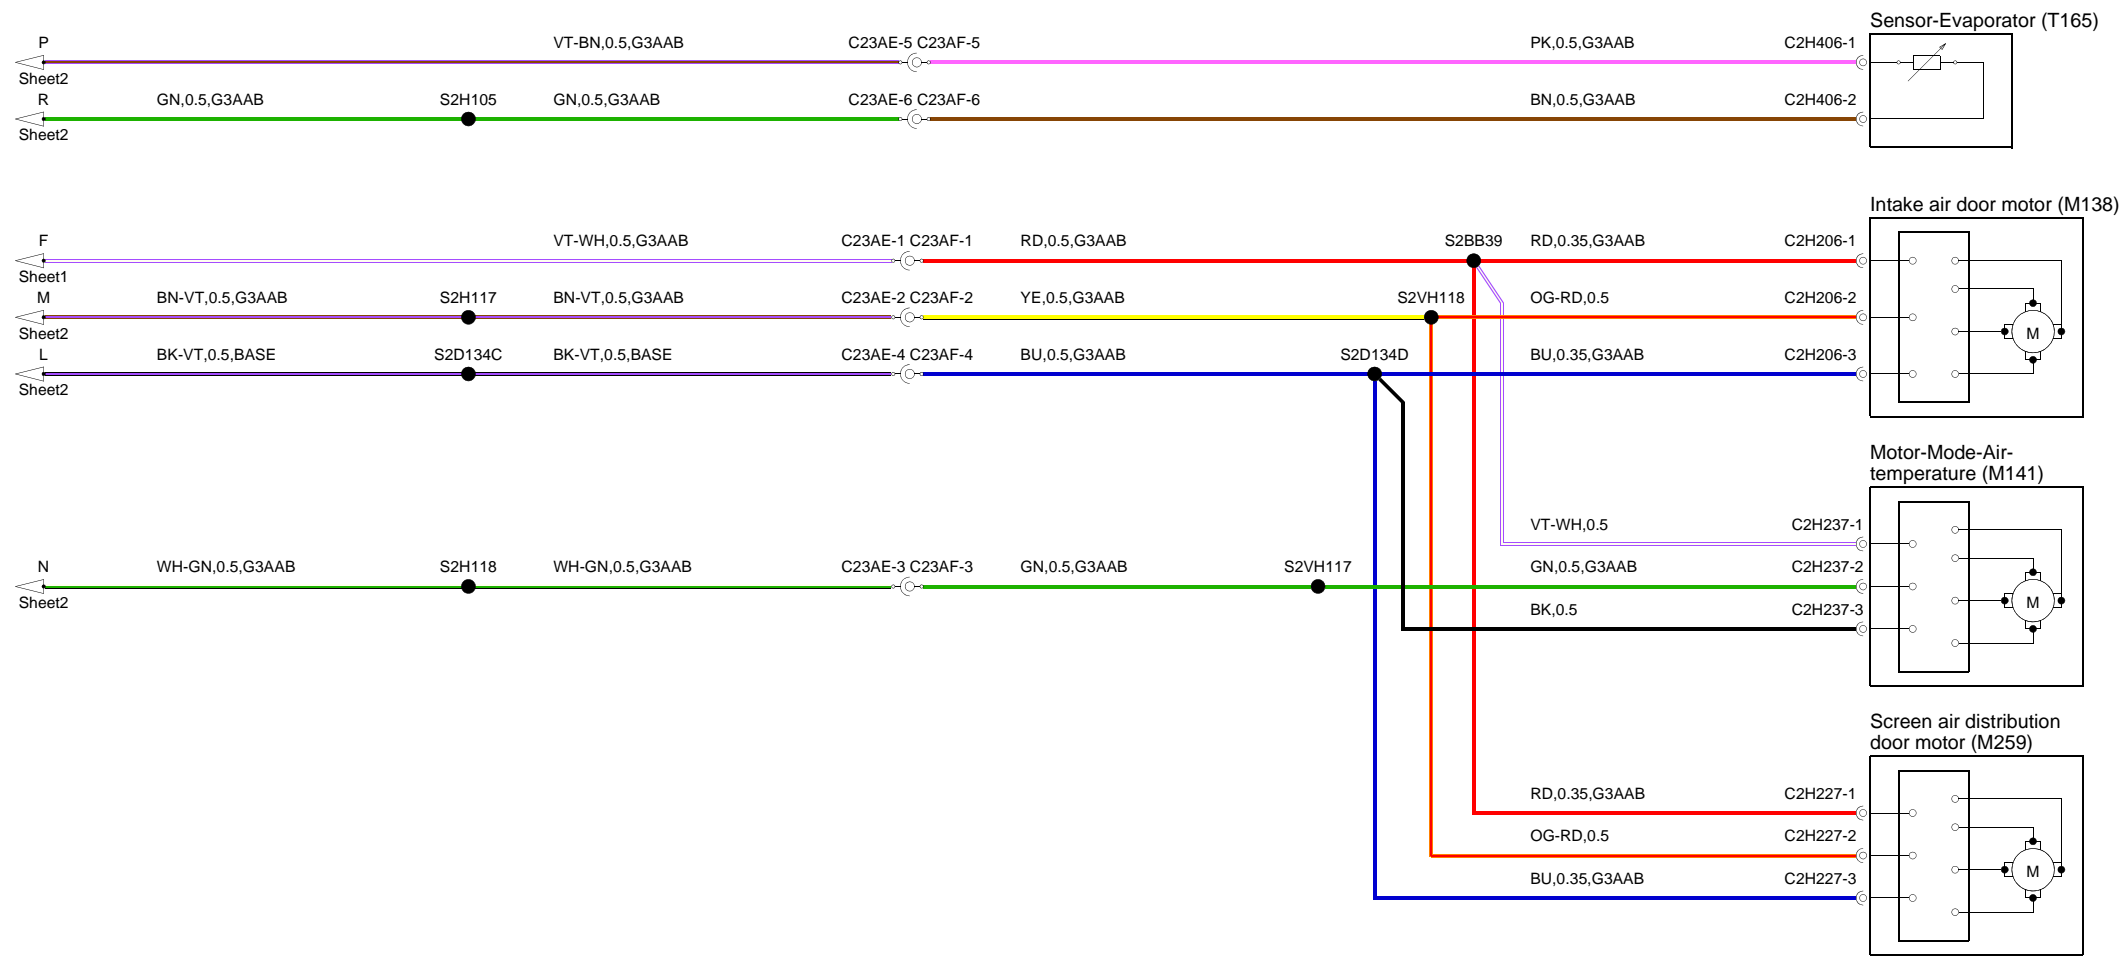 Sensor-Evaporator (T165)
P VT-BN,0.5,G3AAB C23AE-5 C23AF-5 PK,0.5,G3AAB C2H406-1
Sheet2
R GN,0.5,G3AAB S2H105 GN,0.5,G3AAB C23AE-6 C23AF-6 BN,0.5,G3AAB C2H406-2
Sheet2
Intake air door motor (M138)
F VT-WH,0.5,G3AAB C23AE-1 C23AF-1 RD,0.5,G3AAB S2BB39 RD,0.35,G3AAB C2H206-1
Sheet1
M BN-VT,0.5,G3AAB S2H117 BN-VT,0.5,G3AAB C23AE-2 C23AF-2 YE,0.5,G3AAB S2VH118 OG-RD,0.5 C2H206-2
Sheet2
M
L BK-VT,0.5,BASE S2D134C BK-VT,0.5,BASE C23AE-4 C23AF-4 BU,0.5,G3AAB S2D134D BU,0.35,G3AAB C2H206-3
Sheet2
Motor-Mode-Air-
temperature (M141)
VT-WH,0.5 C2H237-1
N WH-GN,0.5,G3AAB S2H118 WH-GN,0.5,G3AAB C23AE-3 C23AF-3 GN,0.5,G3AAB S2VH117 GN,0.5,G3AAB C2H237-2
Sheet2
M
BK,0.5 C2H237-3
Screen air distribution
door motor (M259)
RD,0.35,G3AAB C2H227-1
OG-RD,0.5 C2H227-2
M
BU,0.35,G3AAB C2H227-3